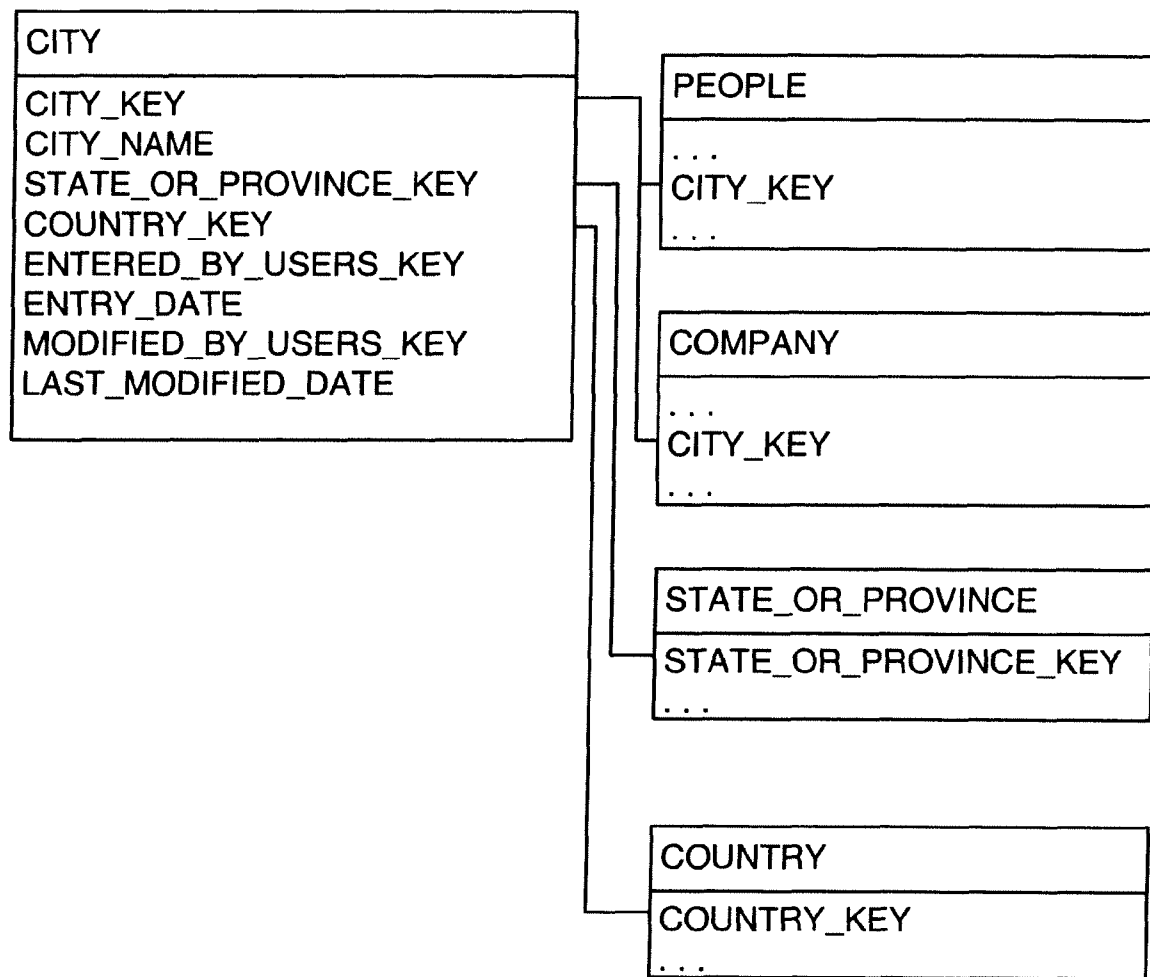 CITY
CITY_KEY
CITY_NAME
STATE_OR_PROVINCE_KEY
COUNTRY_KEY
ENTERED_BY_USERS_KEY
ENTRY_DATE
MODIFIED_BY_USERS_KEY
LAST_MODIFIED_DATE
PEOPLE
. . .
CITY_KEY
. . .
COMPANY
. . .
CITY_KEY
. . .
STATE_OR_PROVINCE
STATE_OR_PROVINCE_KEY
. . .
COUNTRY
COUNTRY_KEY
. . .